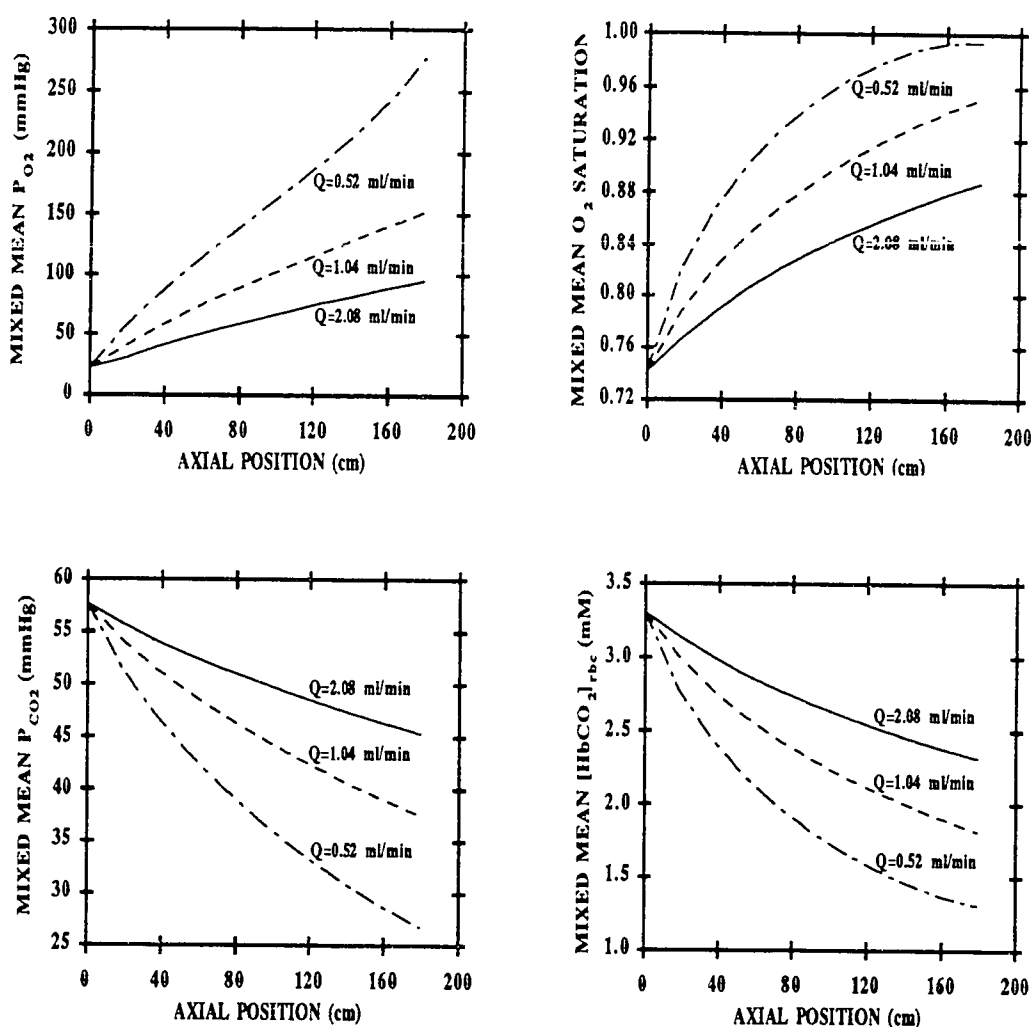 MIXED MEAN P_O2 (mmHg)
300
250
200
150
100
50
0
Q=0.52 ml/min
Q=1.04 ml/min
Q=2.08 ml/min
0 40 80 120 160 200
AXIAL POSITION (cm)
MIXED MEAN O2 SATURATION
1.00
0.96
0.92
0.88
0.84
0.80
0.76
0.72
Q=0.52 ml/min
Q=1.04 ml/min
Q=2.08 ml/min
0 40 80 120 160 200
AXIAL POSITION (cm)
MIXED MEAN P_CO2 (mmHg)
60
55
50
45
40
35
30
25
Q=2.08 ml/min
Q=1.04 ml/min
Q=0.52 ml/min
0 40 80 120 160 200
AXIAL POSITION (cm)
MIXED MEAN [HbCO2]rbc (mM)
3.5
3.0
2.5
2.0
1.5
1.0
Q=2.08 ml/min
Q=1.04 ml/min
Q=0.52 ml/min
0 40 80 120 160 200
AXIAL POSITION (cm)